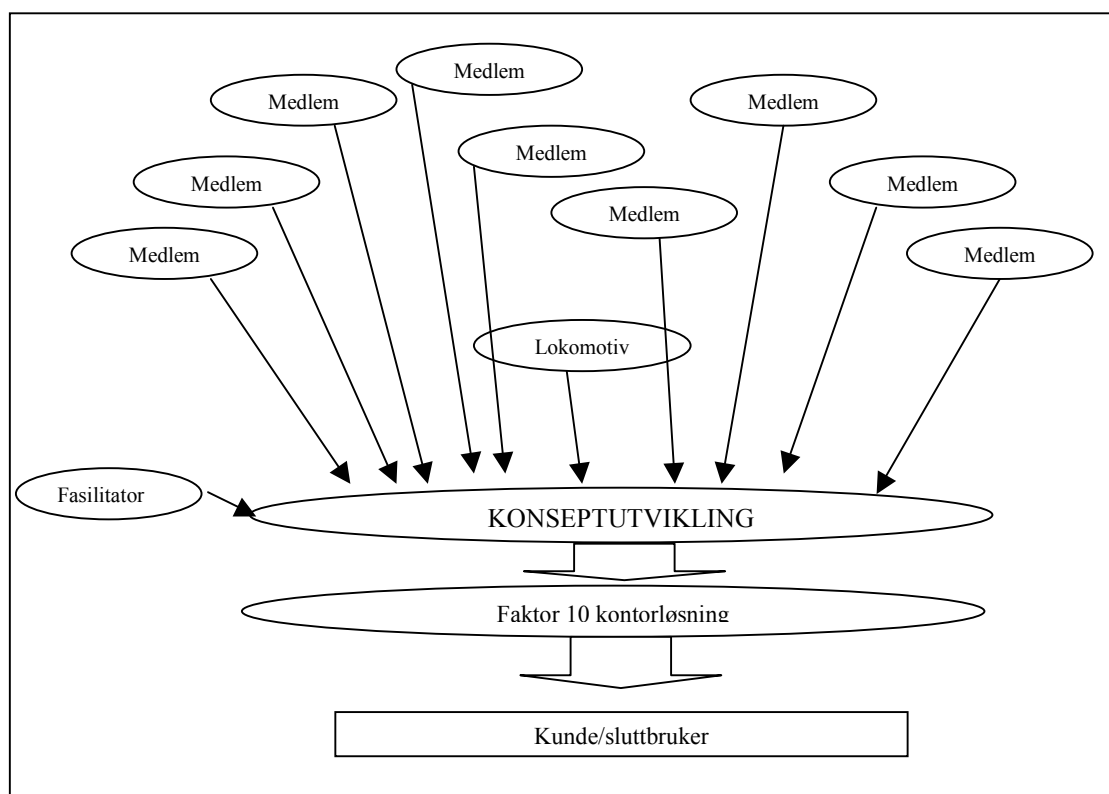 Medlem
Medlem
Medlem
Medlem
Medlem
Medlem
Medlem
Medlem
Medlem
Lokomotiv
Fasilitator
KONSEPTUTVIKLING
Faktor 10 kontorløsning
Kunde/sluttbruker